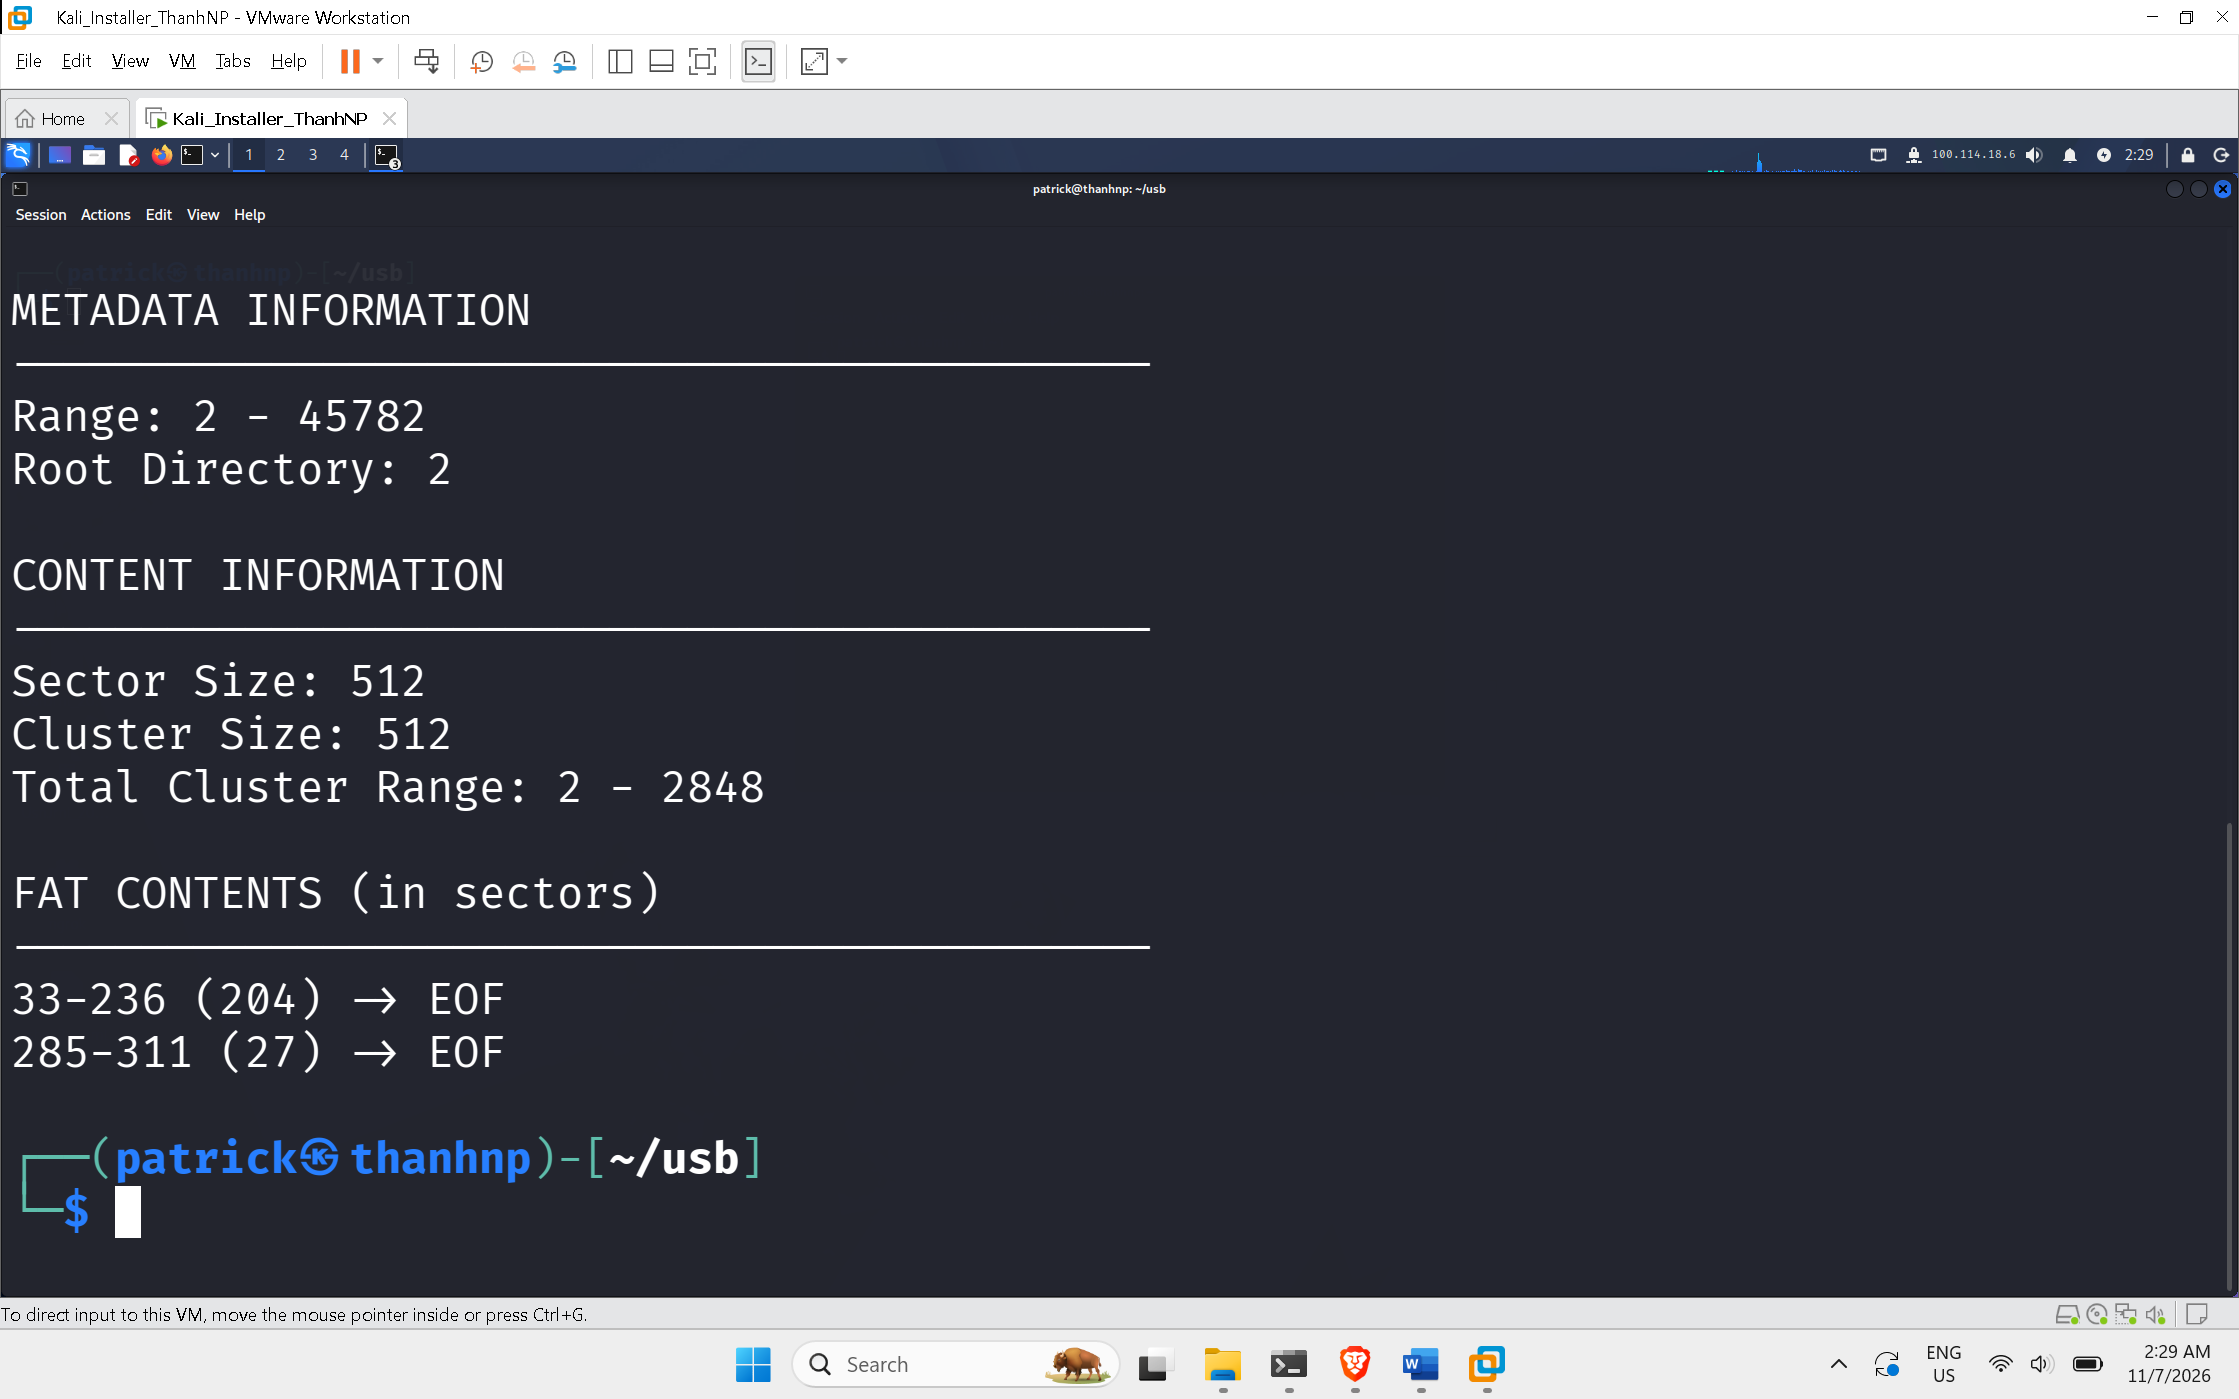 Kali_Installer_ThanhNP - VMware Workstation
File Edit View VM Tabs Help
Home Kali_Installer_ThanhNP
1 2 3 4 3 100.114.18.6 2:29
patrick@thanhnp: ~/usb
Session Actions Edit View Help
(patrick㉿thanhnp)-[~/usb]
METADATA INFORMATION
Range: 2 - 45782
Root Directory: 2
CONTENT INFORMATION
Sector Size: 512
Cluster Size: 512
Total Cluster Range: 2 - 2848
FAT CONTENTS (in sectors)
33-236 (204) → EOF
285-311 (27) → EOF
┌──(patrick㉿thanhnp)-[~/usb]
└─$
To direct input to this VM, move the mouse pointer inside or press Ctrl+G.
Search
ENG
US
2:29 AM
11/7/2026